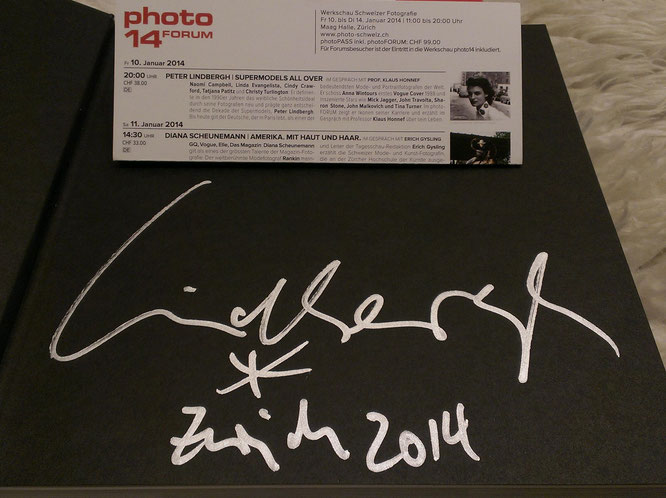 photo
14 FORUM
Werkschau Schweizer Fotografie
Fr 10. bis Di 14. Januar 2014 | 11:00 bis 20:00 Uhr
Maag Halle, Zürich
www.photo-schweiz.ch
photoPASS inkl. photoFORUM: CHF 99.00
Für Forumsbesucher ist der Eintritt in die Werkschau photo14 inkludiert.
10. Januar 2014
20:00 UHR PETER LINDBERGH | SUPERMODELS ALL OVER IM GESPRÄCH MIT PROF. KLAUS HONNEF
CHF 38.00
DE
Naomi Campbell, Linda Evangelista, Cindy Crawford, Tatjana Patitz und Christy Turlington:
Anna Wintours erstes Vogue Cover 1988 und
Mick Jagger, John Travolta, Sharon Stone, John Malkovich und Tina Turner.
Peter Lindbergh
Klaus Honnef über sein Leben.
11. Januar 2014
14:30 UHR DIANA SCHEUNEMANN | AMERIKA. MIT HAUT UND HAAR. IM GESPRÄCH MIT ERICH GYSLING
CHF 33.00
DE
GQ, Vogue, Elle, Das Magazin: Diana Scheunemann
Rankin
Erich Gysling
Lindbergh
Zürich 2014